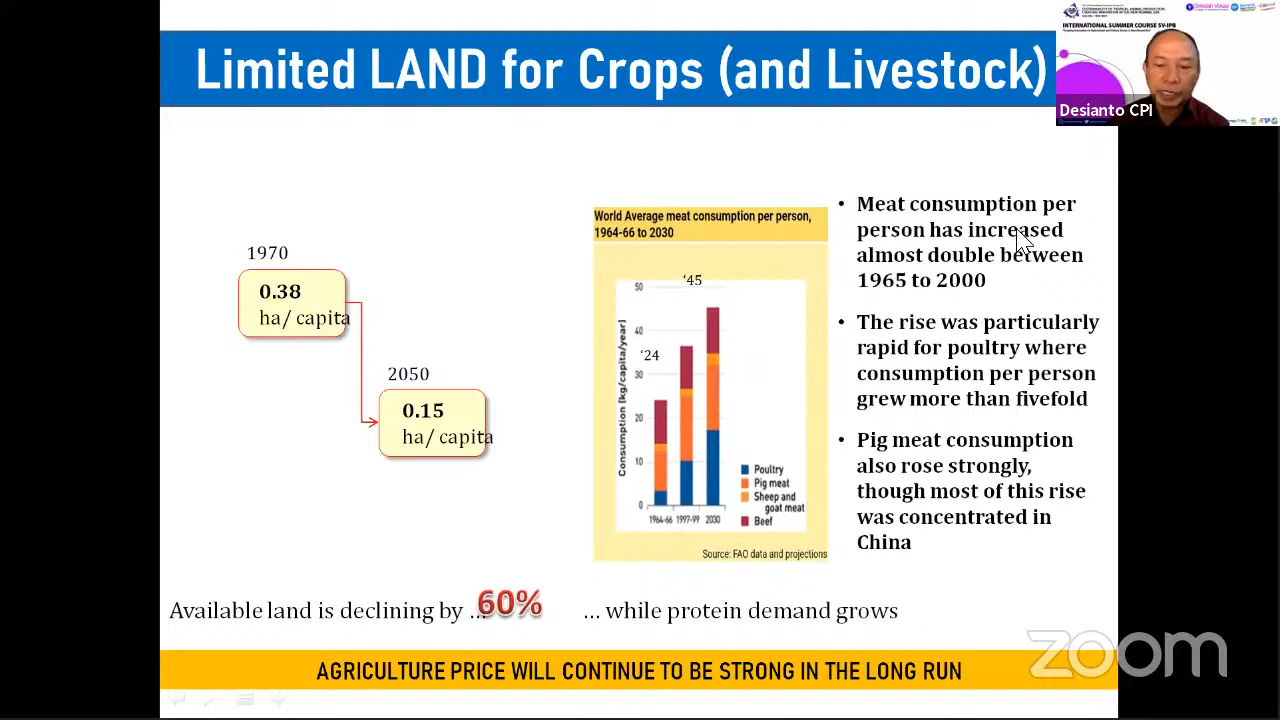 Limited LAND for Crops (and Livestock)
INTERNATIONAL SUMMER COURSE SV-IPB
Desianto CPI
1970
0.38
ha/ capita
2050
0.15
ha/ capita
World Average meat consumption per person,
1964-66 to 2030
Consumption [kg/capita/year]
50
40
30
20
10
0
‘24
‘45
1964-66 1997-99 2030
Poultry
Pig meat
Sheep and
goat meat
Beef
Source: FAO data and projections
• Meat consumption per
person has increased
almost double between
1965 to 2000
• The rise was particularly
rapid for poultry where
consumption per person
grew more than fivefold
• Pig meat consumption
also rose strongly,
though most of this rise
was concentrated in
China
Available land is declining by ... 60%
... while protein demand grows
zoom
AGRICULTURE PRICE WILL CONTINUE TO BE STRONG IN THE LONG RUN